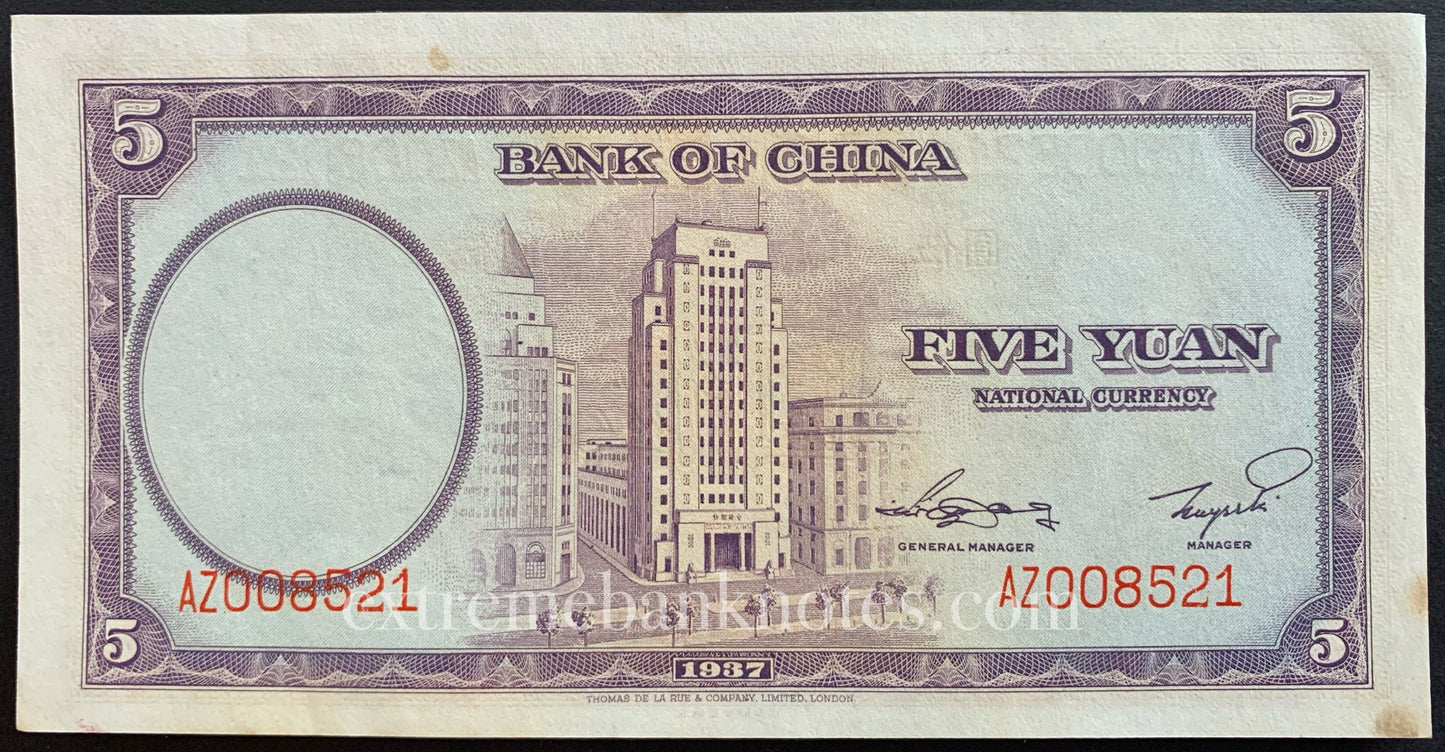 5
5
BANK OF CHINA
FIVE YUAN
NATIONAL CURRENCY
GENERAL MANAGER
MANAGER
AZ008521
AZ008521
extremebanknotes.com
5
5
1937
THOMAS DE LA RUE & COMPANY, LIMITED, LONDON.